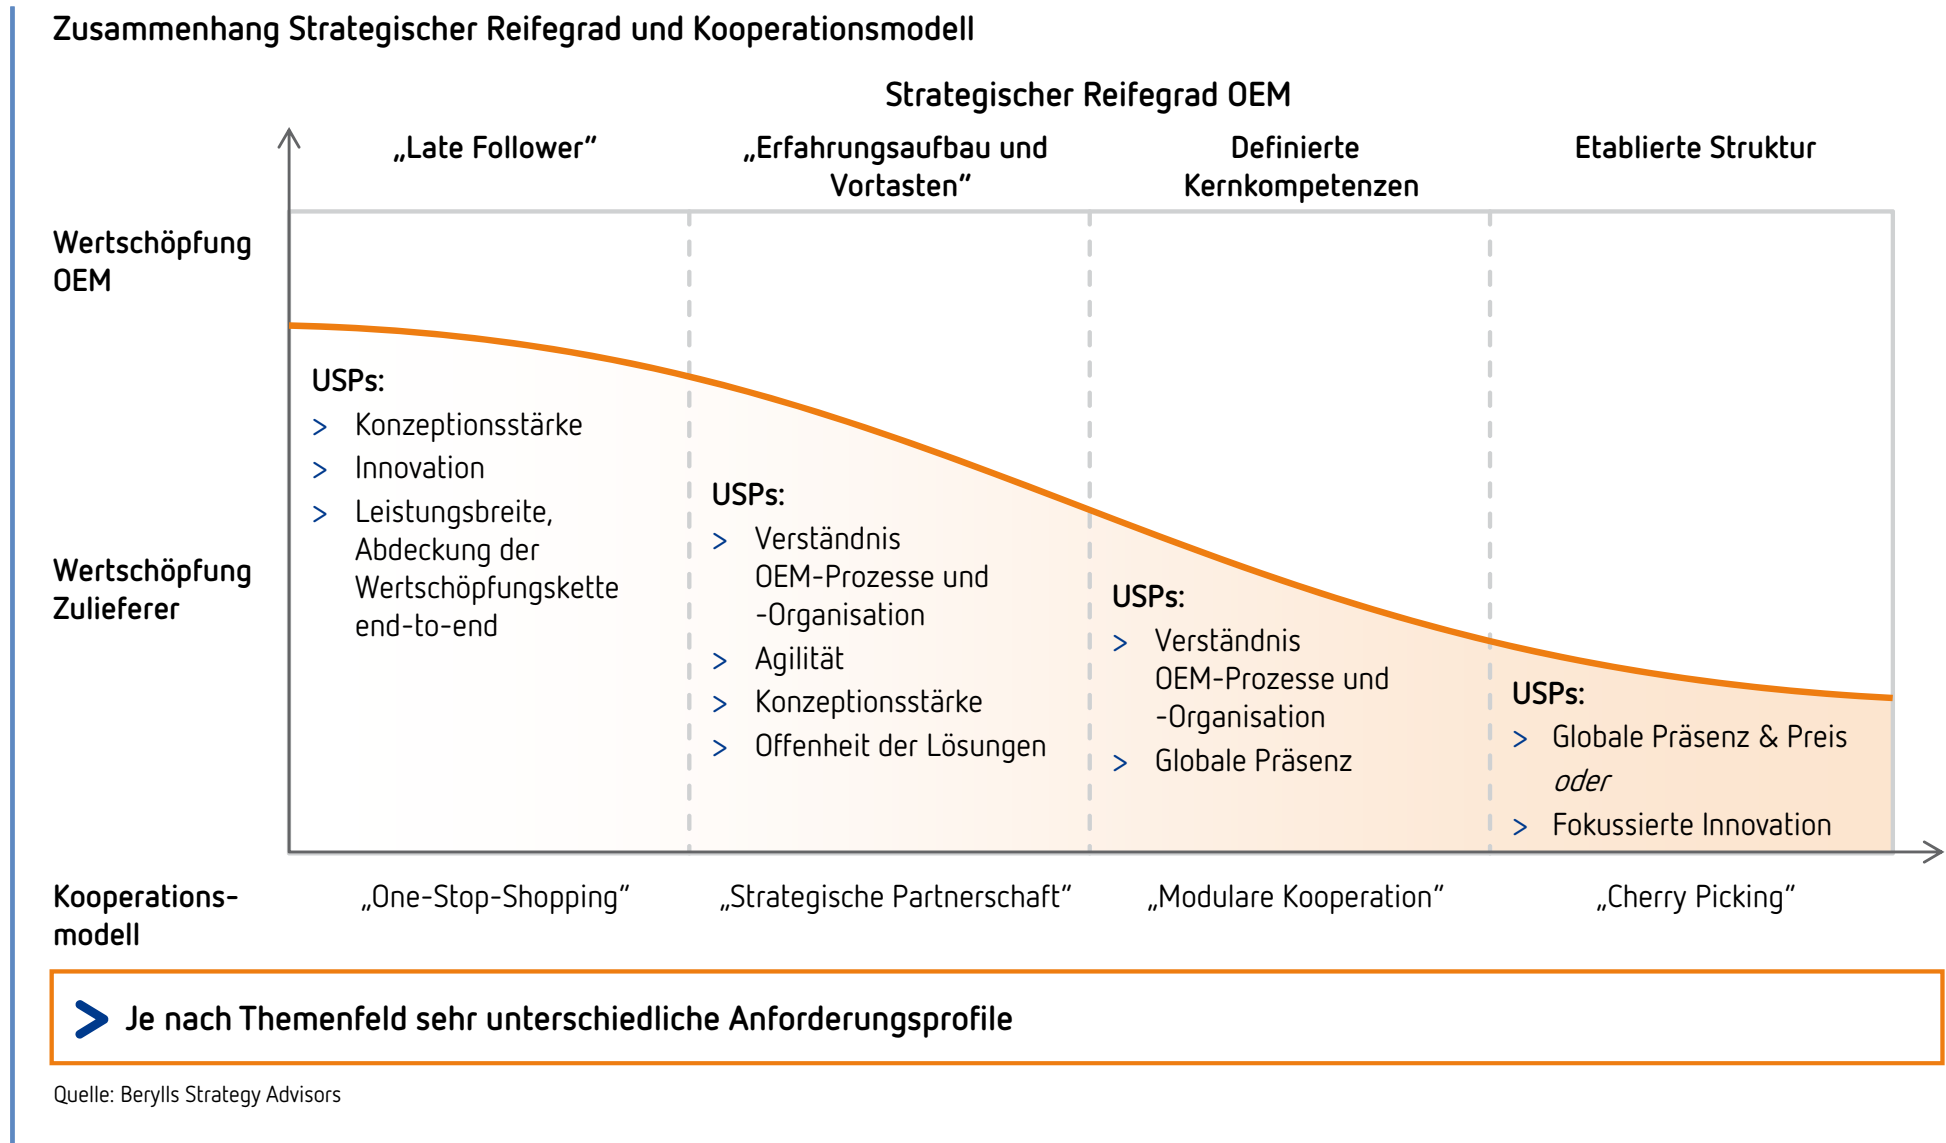 Zusammenhang Strategischer Reifegrad und Kooperationsmodell
Strategischer Reifegrad OEM
„Late Follower“
„Erfahrungsaufbau und
Vortasten“
Definierte
Kernkompetenzen
Etablierte Struktur
Wertschöpfung
OEM
Wertschöpfung
Zulieferer
USPs:
> Konzeptionsstärke
> Innovation
> Leistungsbreite,
Abdeckung der
Wertschöpfungskette
end-to-end
USPs:
> Verständnis
OEM-Prozesse und
-Organisation
> Agilität
> Konzeptionsstärke
> Offenheit der Lösungen
USPs:
> Verständnis
OEM-Prozesse und
-Organisation
> Globale Präsenz
USPs:
> Globale Präsenz & Preis
oder
> Fokussierte Innovation
Kooperations-
modell
„One-Stop-Shopping“
„Strategische Partnerschaft“
„Modulare Kooperation“
„Cherry Picking“
> Je nach Themenfeld sehr unterschiedliche Anforderungsprofile
Quelle: Berylls Strategy Advisors